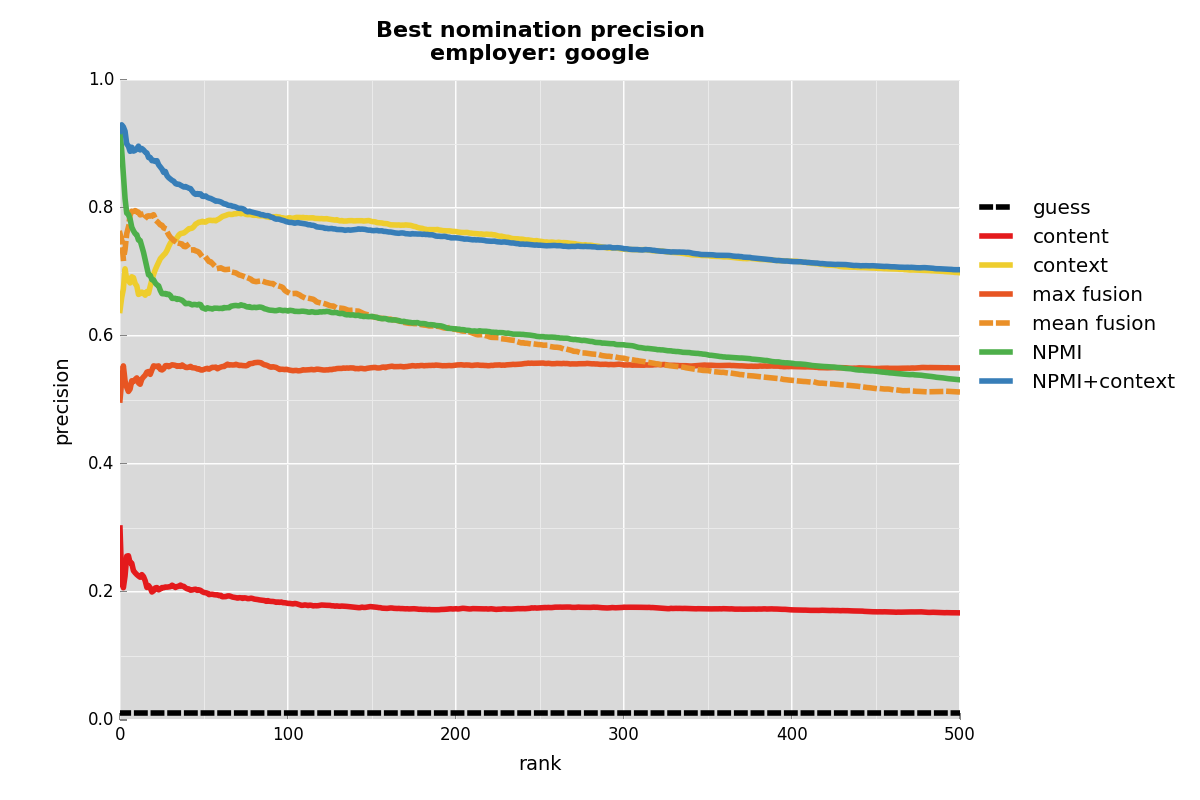 Best nomination precision
employer: google
precision
1.0
0.8
0.6
0.4
0.2
0.0
0
100
200
300
400
500
rank
guess
content
context
max fusion
mean fusion
NPMI
NPMI+context